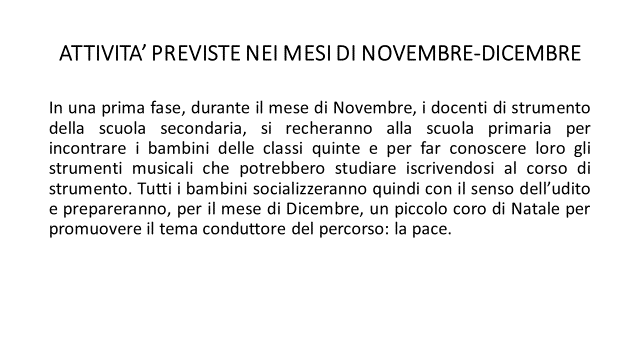 ATTIVITA’ PREVISTE NEI MESI DI NOVEMBRE-DICEMBRE
In una prima fase, durante il mese di Novembre, i docenti di strumento
della scuola secondaria, si recheranno alla scuola primaria per
incontrare i bambini delle classi quinte e per far conoscere loro gli
strumenti musicali che potrebbero studiare iscrivendosi al corso di
strumento. Tutti i bambini socializzeranno quindi con il senso dell’udito
e prepareranno, per il mese di Dicembre, un piccolo coro di Natale per
promuovere il tema conduttore del percorso: la pace.